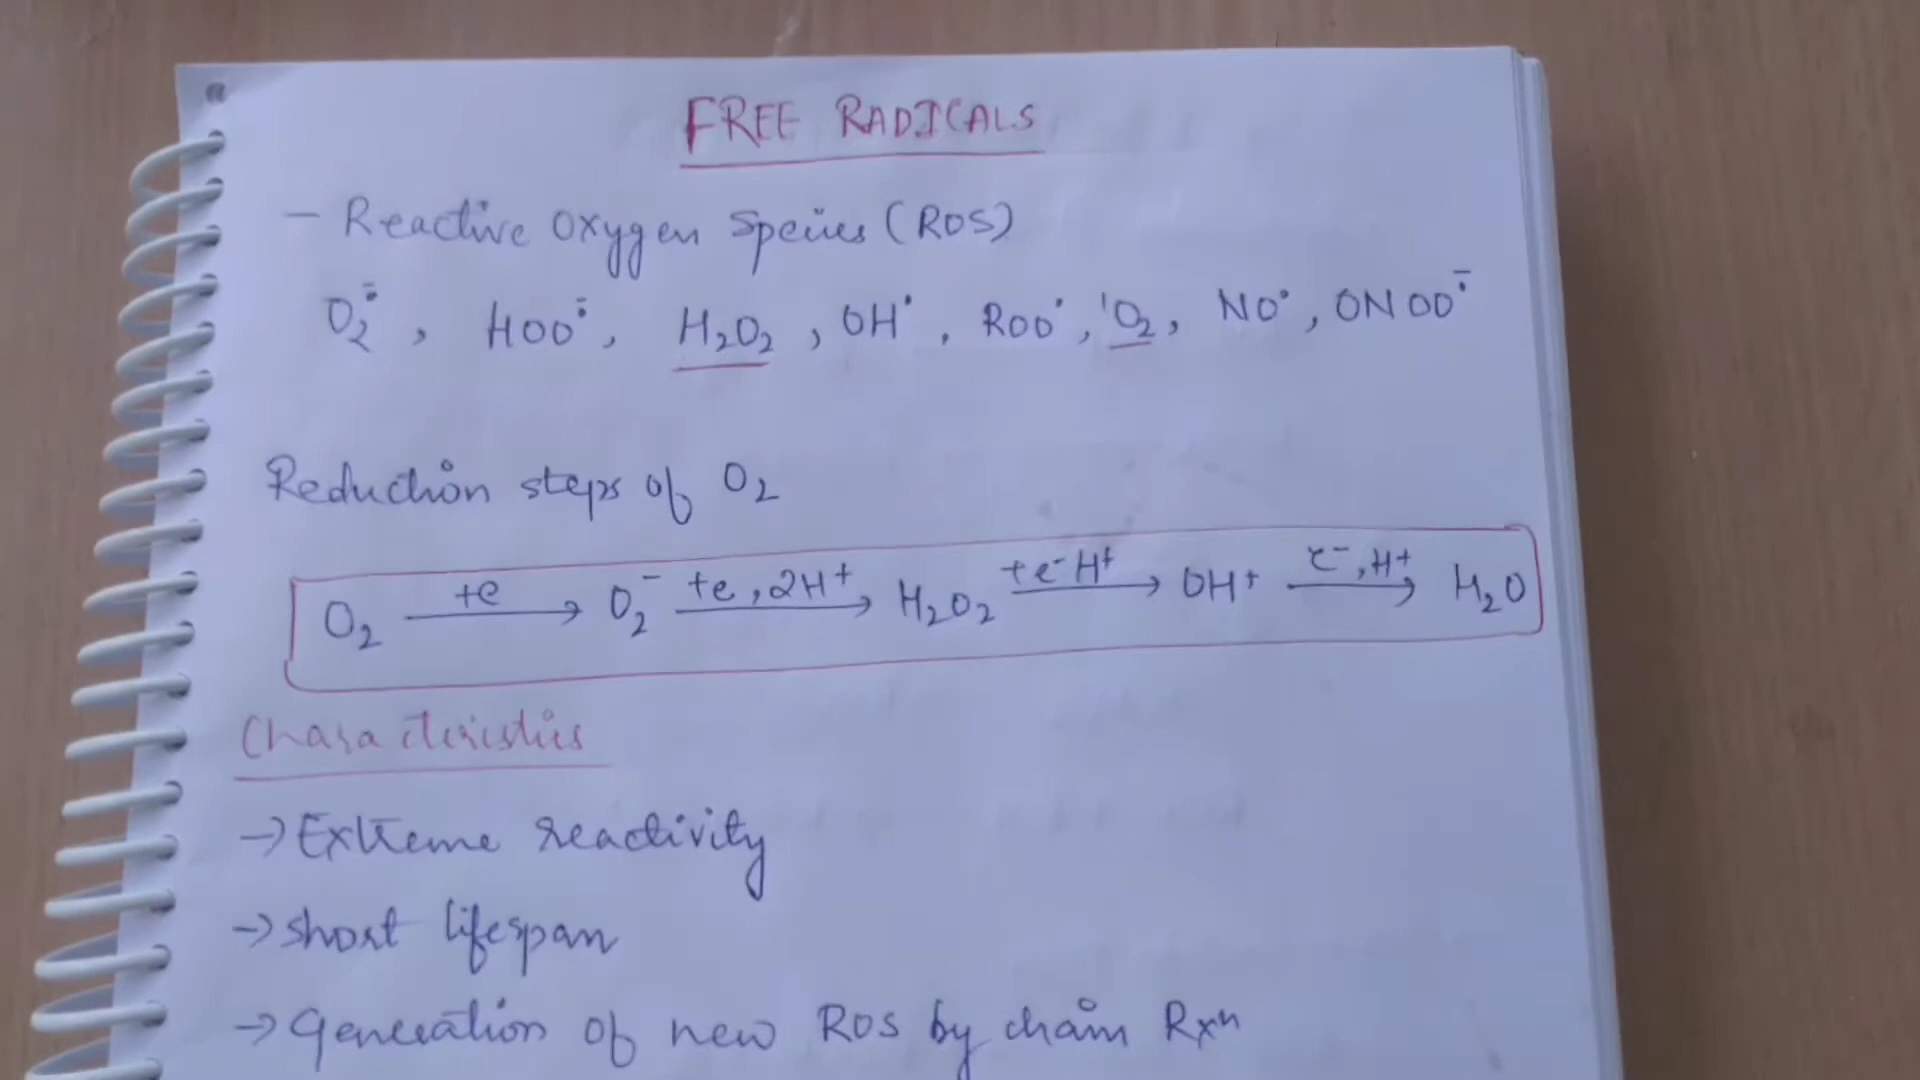 FREE RADICALS
- Reactive oxygen species (ROS)
O₂•̄ , HOO•̄ , H₂O₂ , OH• , ROO• , ¹O₂ , NO• , ONOO•̄
Reduction steps of O₂
O₂ +e → O₂⁻ +e , 2H⁺ → H₂O₂ +e⁻ H⁺ → OH⁺ e⁻, H⁺ → H₂O
Characteristics
→ Extreme reactivity
→ short lifespan
→ Generation of new ROS by chain Rxn